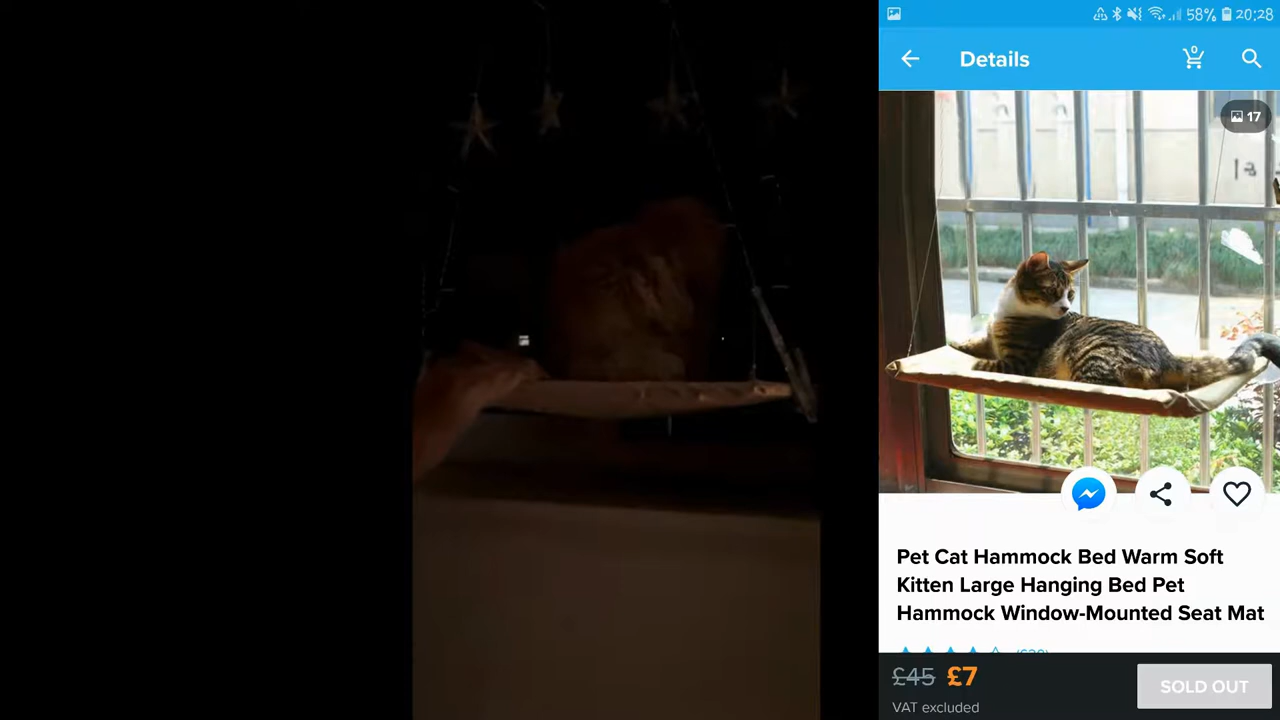 58% 20:28
Details
0
17
Pet Cat Hammock Bed Warm Soft
Kitten Large Hanging Bed Pet
Hammock Window-Mounted Seat Mat
£45 £7
SOLD OUT
VAT excluded